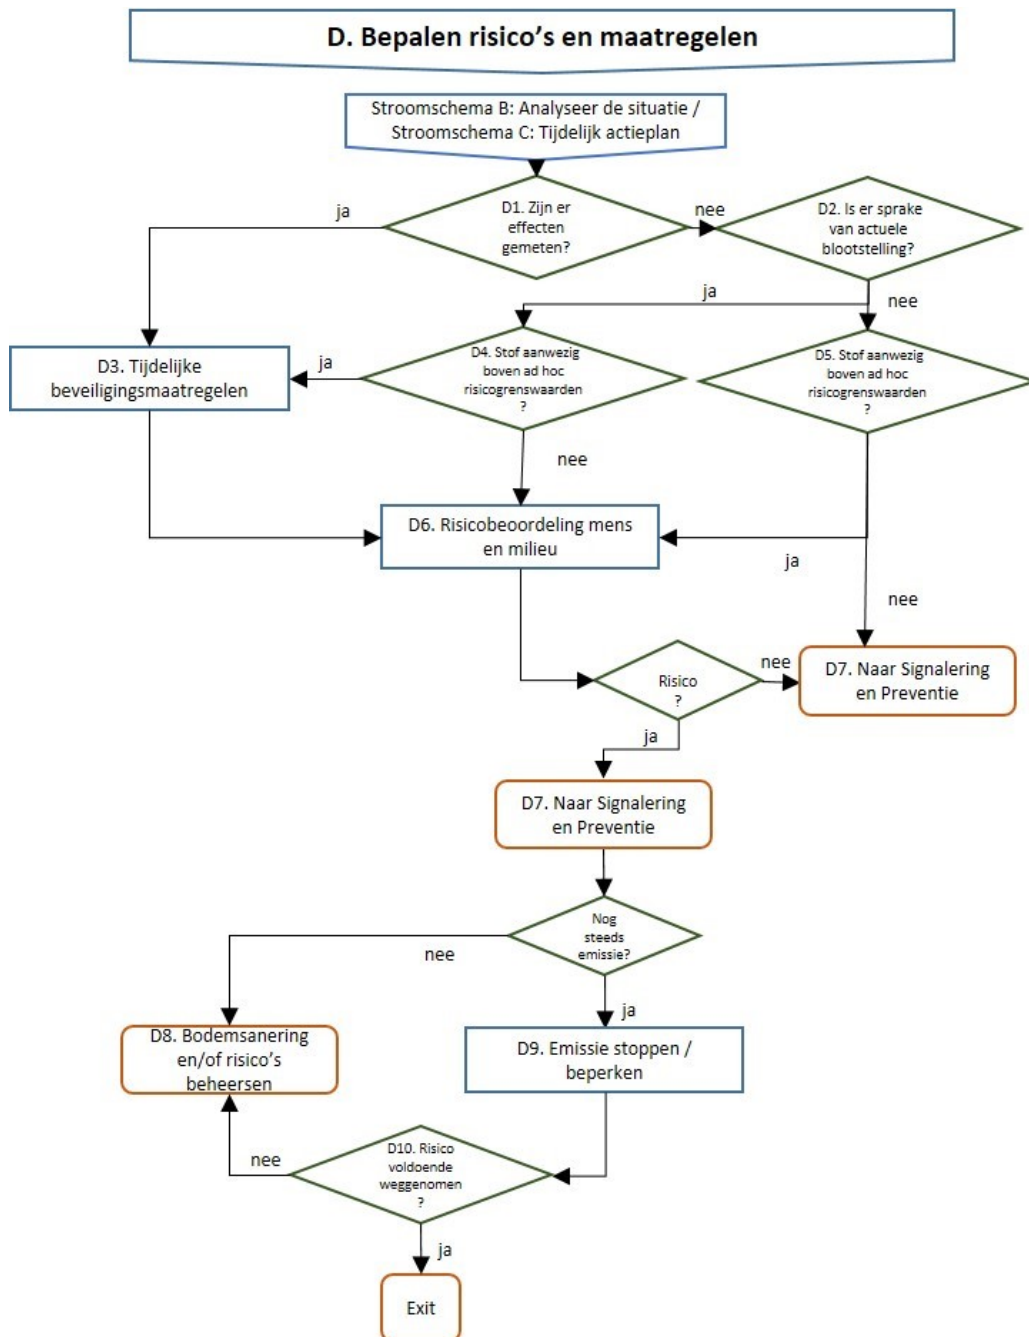 D. Bepalen risico's en maatregelen
Stroomschema B: Analyseer de situatie /
Stroomschema C: Tijdelijk actieplan
ja
D1. Zijn er
effecten
gemeten?
nee
D2. Is er sprake
van actuele
blootstelling?
ja
nee
D3. Tijdelijke
beveiligingsmaatregelen
ja
D4. Stof aanwezig
boven ad hoc
risicogrenswaarden
?
D5. Stof aanwezig
boven ad hoc
risicogrenswaarden
?
nee
D6. Risicobeoordeling mens
en milieu
ja
nee
Risico
?
nee
D7. Naar Signalering
en Preventie
ja
D7. Naar Signalering
en Preventie
Nog
steeds
emissie?
nee
ja
D8. Bodemsanering
en/of risico's
beheersen
D9. Emissie stoppen /
beperken
D10. Risico
voldoende
weggenomen
?
nee
ja
Exit